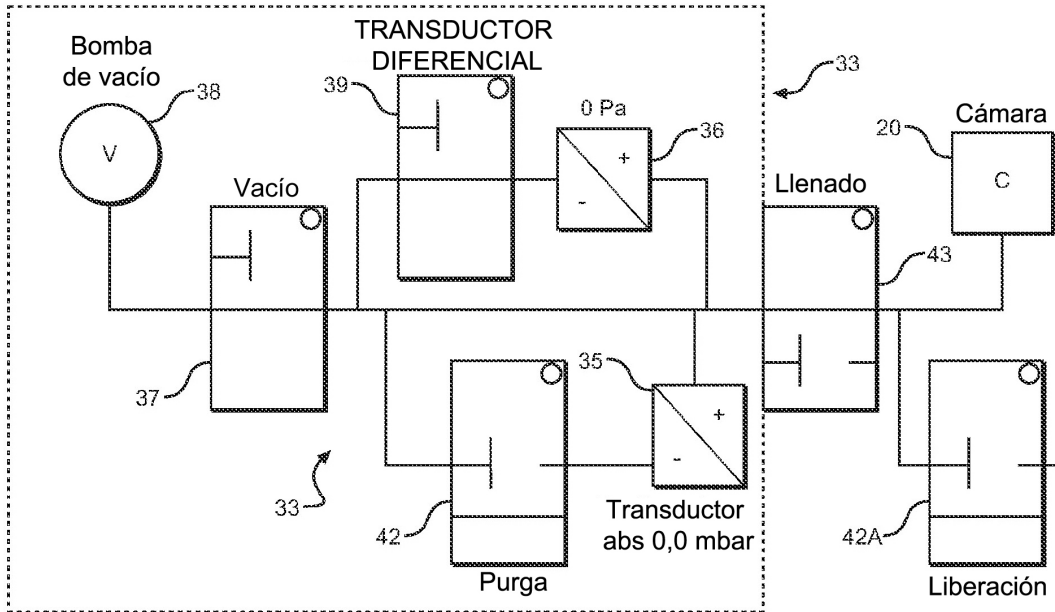 Bomba
de vacío
38
V
TRANSDUCTOR
DIFERENCIAL
39
0 Pa
36
+
-
33
Cámara
20
C
Vacío
37
Llenado
43
35
+
-
Transductor
abs 0,0 mbar
33
42
Purga
42A
Liberación